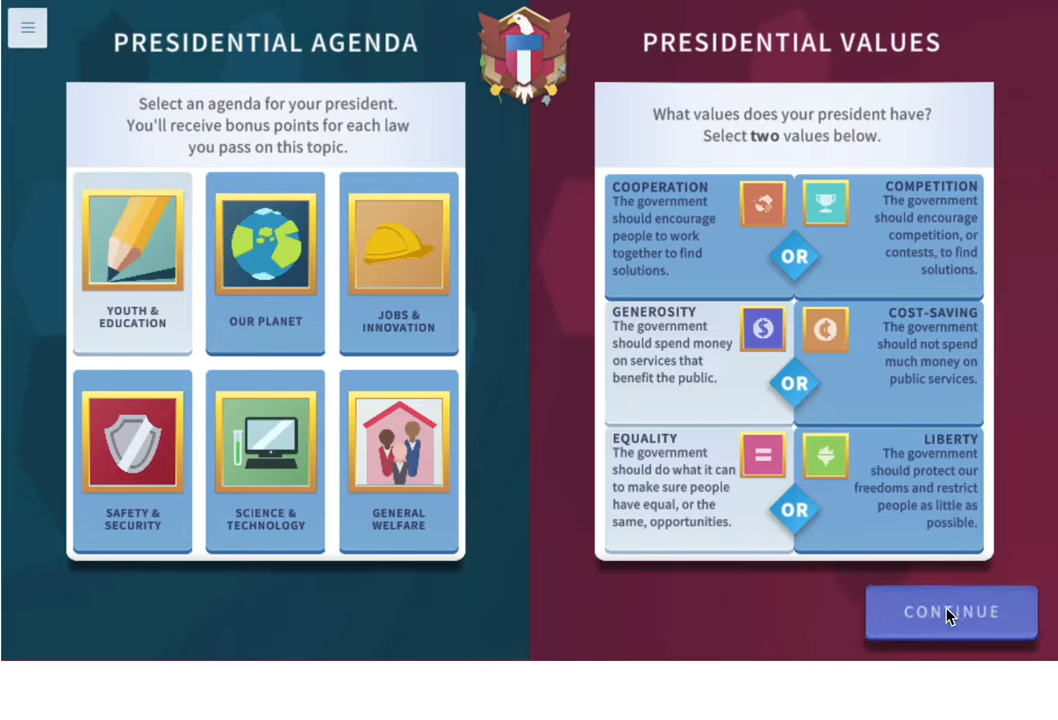 PRESIDENTIAL AGENDA
Select an agenda for your president.
You'll receive bonus points for each law
you pass on this topic.
YOUTH &
EDUCATION
OUR PLANET
JOBS &
INNOVATION
SAFETY &
SECURITY
SCIENCE &
TECHNOLOGY
GENERAL
WELFARE
PRESIDENTIAL VALUES
What values does your president have?
Select two values below.
COOPERATION
The government
should encourage
people to work
together to find
solutions.
OR
COMPETITION
The government
should encourage
competition, or
contests, to find
solutions.
GENEROSITY
The government
should spend money
on services that
benefit the public.
OR
COST-SAVING
The government
should not spend
much money on
public services.
EQUALITY
The government
should do what it can
to make sure people
have equal, or the
same, opportunities.
OR
LIBERTY
The government
should protect our
freedoms and restrict
people as little as
possible.
CONTINUE